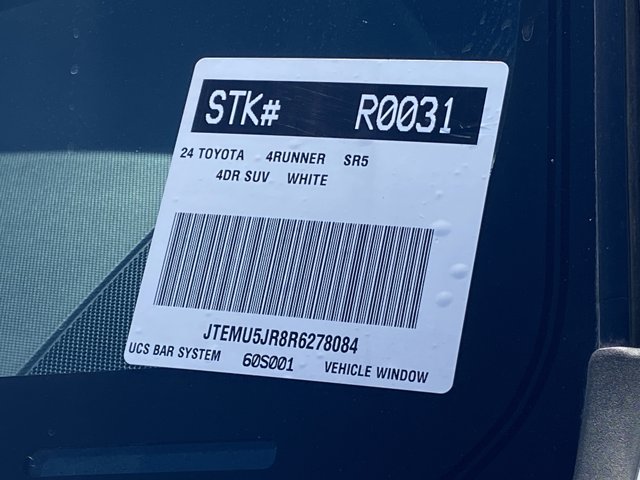 STK# R0031
24 TOYOTA 4RUNNER SR5
4DR SUV WHITE
JTEMU5JR8R6278084
UCS BAR SYSTEM 60S001 VEHICLE WINDOW